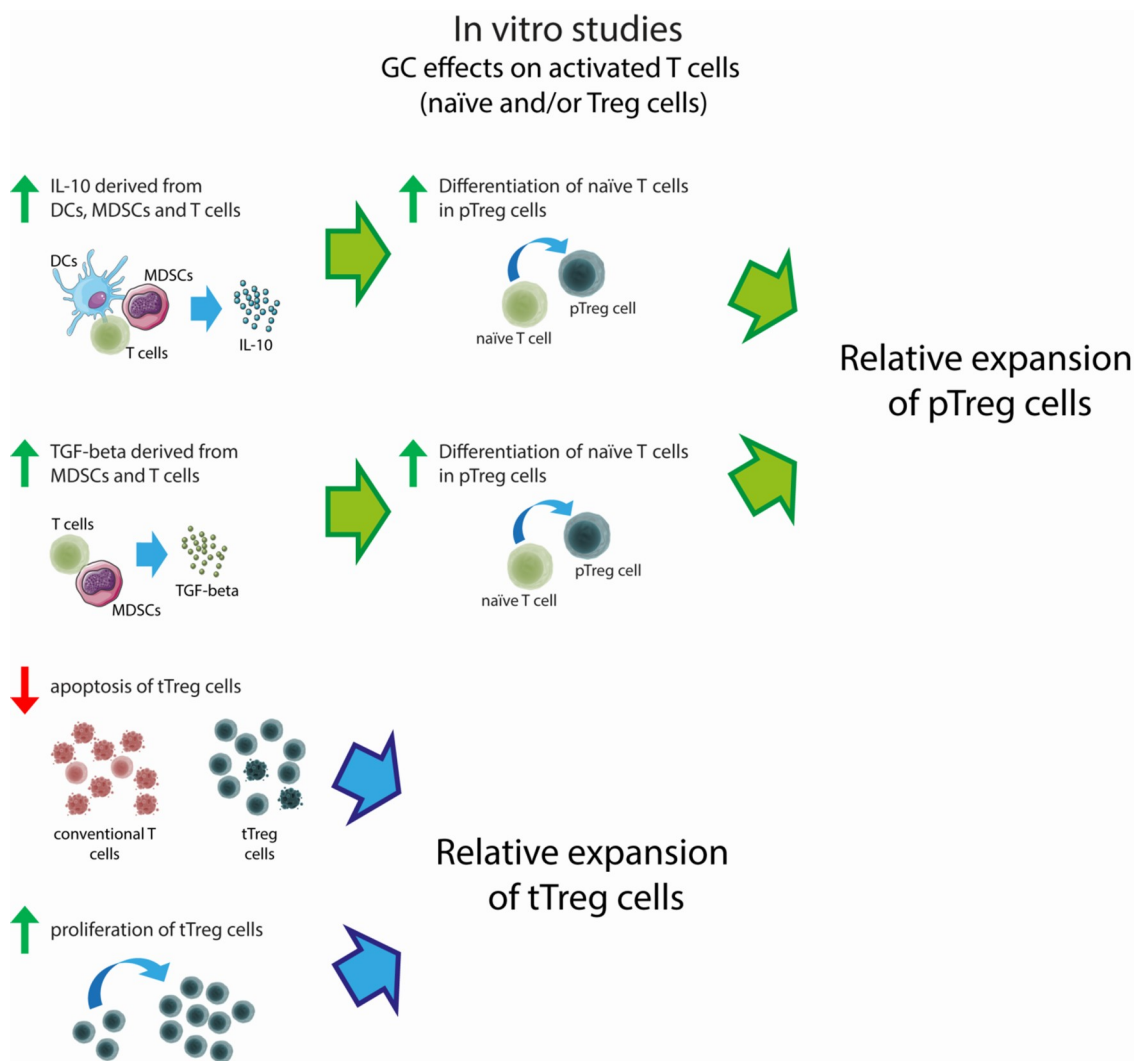 In vitro studies
GC effects on activated T cells
(naïve and/or Treg cells)
IL-10 derived from
DCs, MDSCs and T cells
DCs
MDSCs
T cells
IL-10
Differentiation of naïve T cells
in pTreg cells
pTreg cell
naïve T cell
Relative expansion
of pTreg cells
TGF-beta derived from
MDSCs and T cells
T cells
TGF-beta
MDSCs
Differentiation of naïve T cells
in pTreg cells
pTreg cell
naïve T cell
apoptosis of tTreg cells
conventional T
cells
tTreg
cells
Relative expansion
of tTreg cells
proliferation of tTreg cells